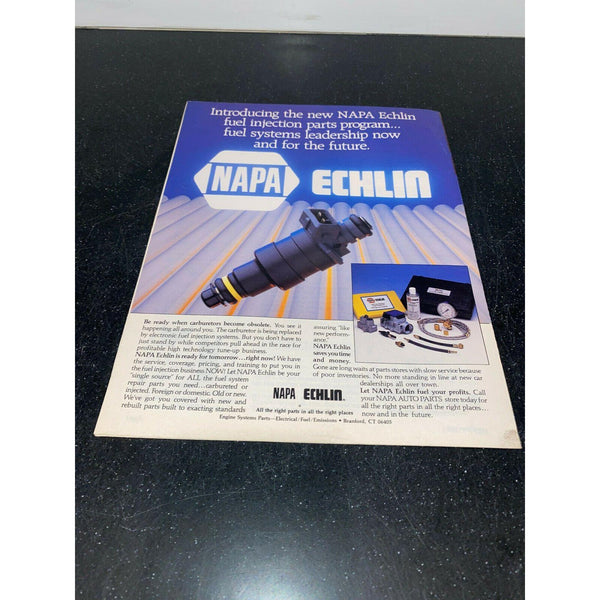 Introducing the new NAPA Echlin
fuel injection parts program...
fuel systems leadership now
and for the future.
NAPA ECHLIN
Be ready when carburetors become obsolete. You see it
happening all around you. The carburetor is being replaced
by electronic fuel injection systems. But you don't have to
just stand by while competitors pull ahead in the race for
profitable high technology tune-up business.
NAPA Echlin is ready for tomorrow...right now! We have
the service, coverage, pricing, and training to put you in
the fuel injection business NOW! Let NAPA Echlin be your
"single source" for ALL the fuel system
repair parts you need...carbureted or
injected. Foreign or domestic. Old or new.
We've got you covered with new and
rebuilt parts built to exacting standards
assuring "like
new perform-
ance."
NAPA Echlin
saves you time
and money.
Gone are long waits at parts stores with slow service because
of poor inventories. No more standing in line at new car
dealerships all over town.
Let NAPA Echlin fuel your profits. Call
your NAPA AUTO PARTS store today for
all the right parts in all the right places...
now and in the future.
NAPA ECHLIN.
All the right parts in all the right places
Engine Systems Parts—Electrical/Fuel/Emissions • Branford, CT 06405